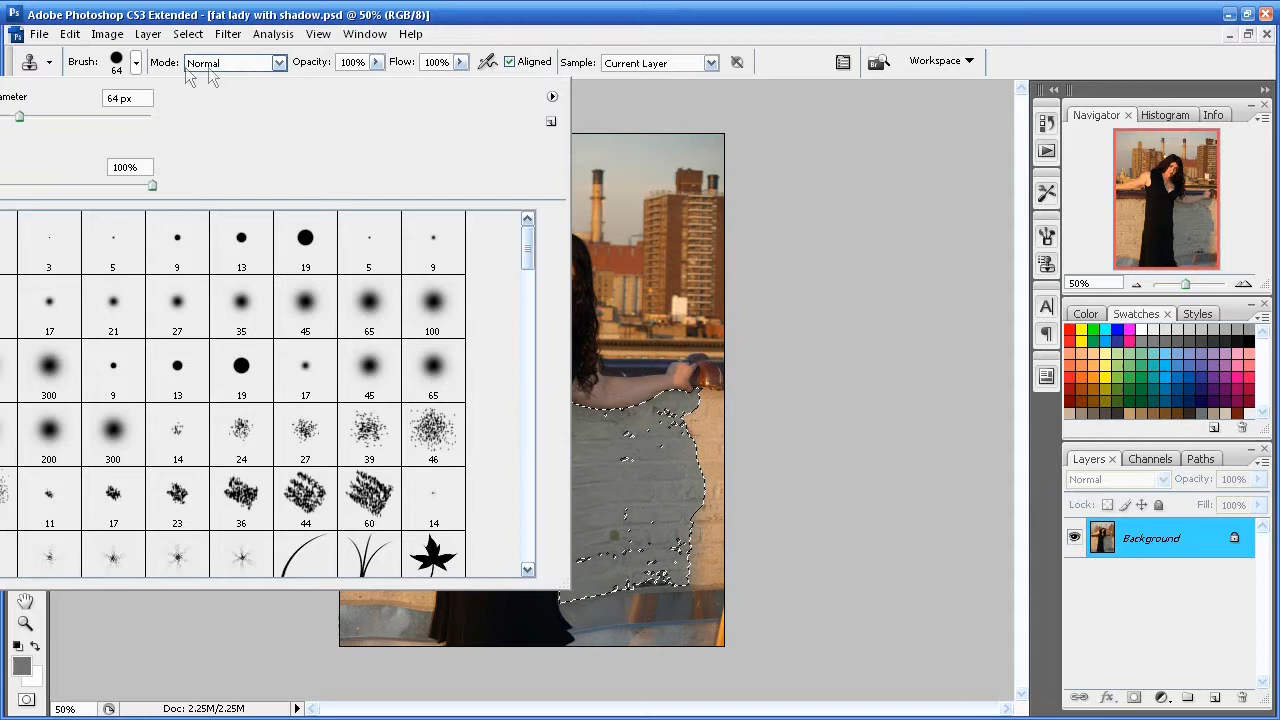 Adobe Photoshop CS3 Extended - [fat lady with shadow.psd @ 50% (RGB/8)]
File Edit Image Layer Select Filter Analysis View Window Help
Brush: 64 Mode: Normal Opacity: 100% Flow: 100% Aligned Sample: Current Layer Workspace
ameter 64 px
100%
3 5 9 13 19 5 9
17 21 27 35 45 65 100
300 9 13 19 17 45 65
200 300 14 24 27 39 46
11 17 23 36 44 60 14
Navigator Histogram Info
50%
Color Swatches Styles
Layers Channels Paths
Normal Opacity: 100%
Lock: Fill: 100%
Background
50% Doc: 2.25M/2.25M